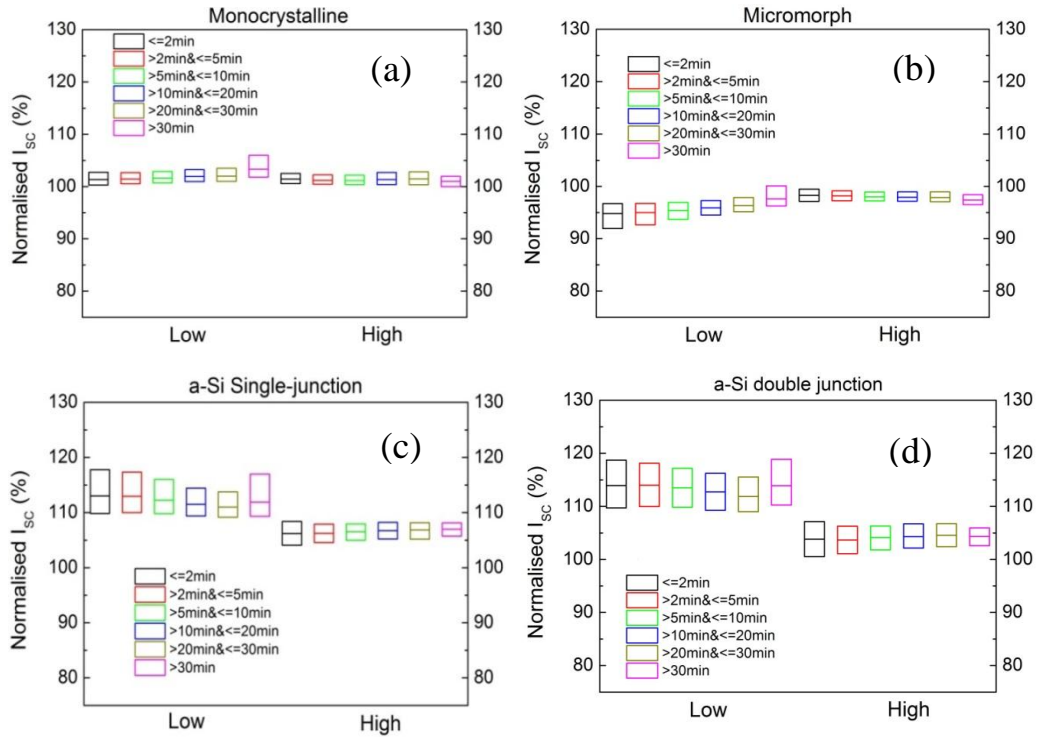 Monocrystalline
130
120
110
100
90
80
Normalised I_SC (%)
<=2min
>2min&<=5min
>5min&<=10min
>10min&<=20min
>20min&<=30min
>30min
(a)
130
120
110
100
90
80
Low High
Micromorph
130
120
110
100
90
80
Normalised I_SC (%)
<=2min
>2min&<=5min
>5min&<=10min
>10min&<=20min
>20min&<=30min
>30min
(b)
130
120
110
100
90
80
Low High
a-Si Single-junction
130
120
110
100
90
80
Normalised I_SC (%)
(c)
<=2min
>2min&<=5min
>5min&<=10min
>10min&<=20min
>20min&<=30min
>30min
130
120
110
100
90
80
Low High
a-Si double junction
130
120
110
100
90
80
Normalised I_SC (%)
(d)
<=2min
>2min&<=5min
>5min&<=10min
>10min&<=20min
>20min&<=30min
>30min
130
120
110
100
90
80
Low High